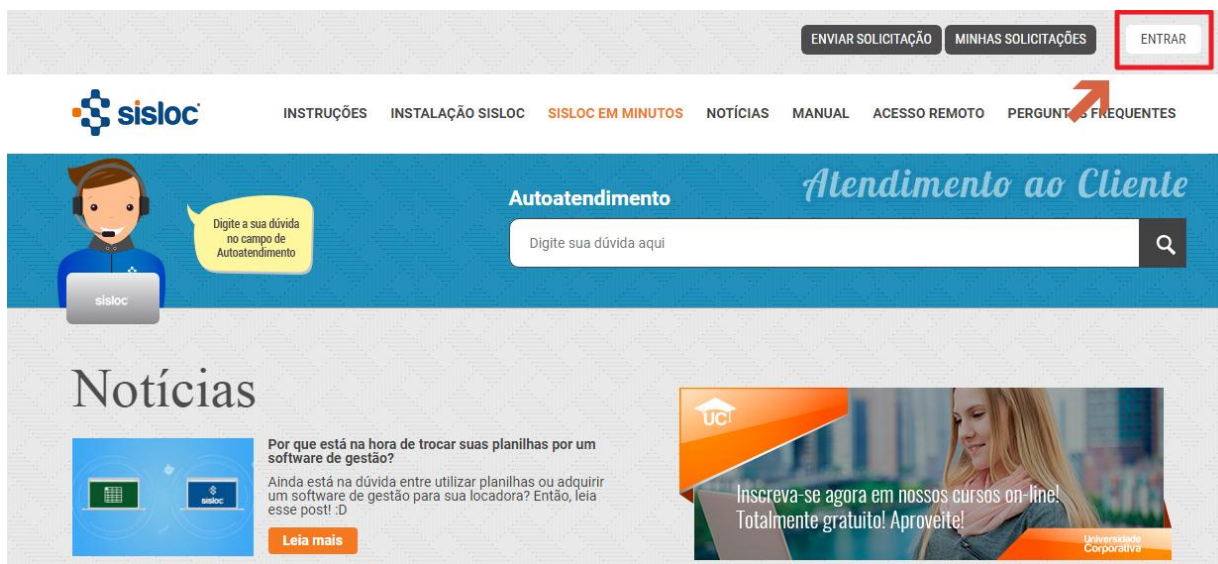 ENVIAR SOLICITAÇÃO MINHAS SOLICITAÇÕES ENTRAR
sisloc
INSTRUÇÕES INSTALAÇÃO SISLOC SISLOC EM MINUTOS NOTÍCIAS MANUAL ACESSO REMOTO PERGUNTAS FREQUENTES
Atendimento ao Cliente
Autoatendimento
Digite a sua dúvida
no campo de
Autoatendimento
Digite sua dúvida aqui
sisloc
Notícias
Por que está na hora de trocar suas planilhas por um
software de gestão?
Ainda está na dúvida entre utilizar planilhas ou adquirir
um software de gestão para sua locadora? Então, leia
esse post! :D
Leia mais
sisloc
UC
Inscreva-se agora em nossos cursos on-line!
Totalmente gratuito! Aproveite!
Universidade
Corporativa